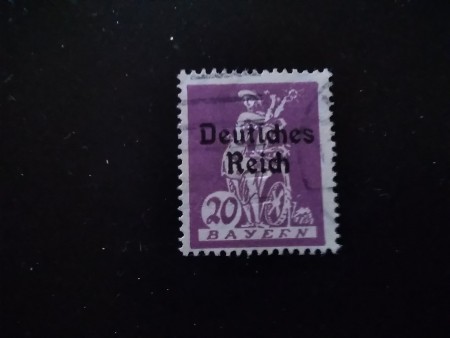 Deutſches
Reich
20
BAYERN